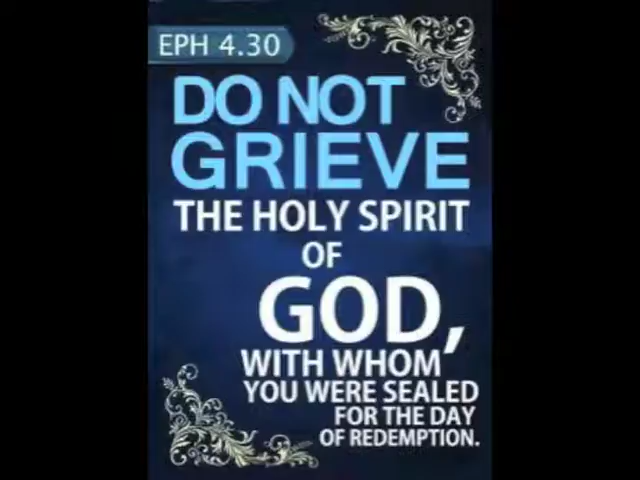 EPH 4.30
DO NOT
GRIEVE
THE HOLY SPIRIT
OF
GOD,
WITH WHOM
YOU WERE SEALED
FOR THE DAY
OF REDEMPTION.